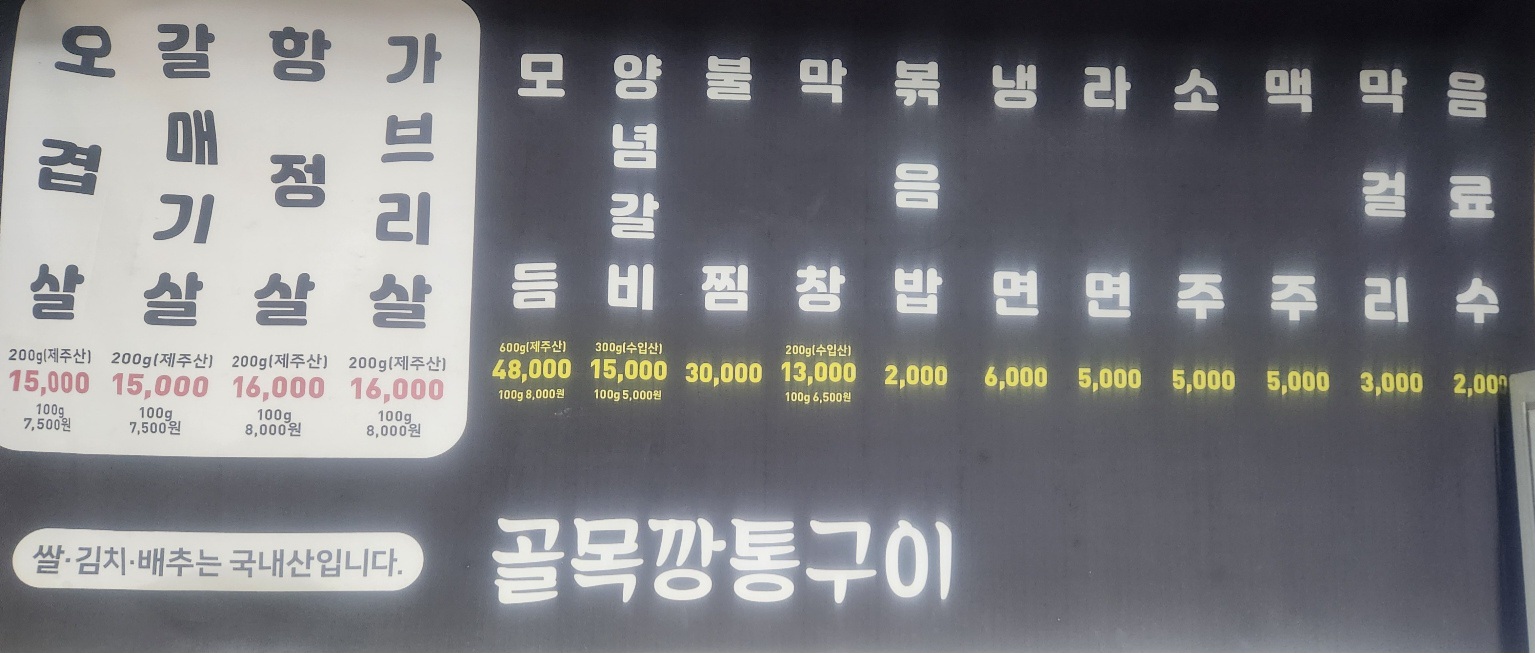 오겹살
200g(제주산)
15,000
100g
7,500원
갈매기살
200g(제주산)
15,000
100g
7,500원
항정살
200g(제주산)
16,000
100g
8,000원
가브리살
200g(제주산)
16,000
100g
8,000원
모듬
600g(제주산)
48,000
100g 8,000원
양념갈비
300g(수입산)
15,000
100g 5,000원
불찜
30,000
막창
200g(수입산)
13,000
100g 6,500원
볶음밥
2,000
냉면
6,000
라면
5,000
소주
5,000
맥주
5,000
막걸리
3,000
음료수
2,000
쌀·김치·배추는 국내산입니다.
골목깡통구이